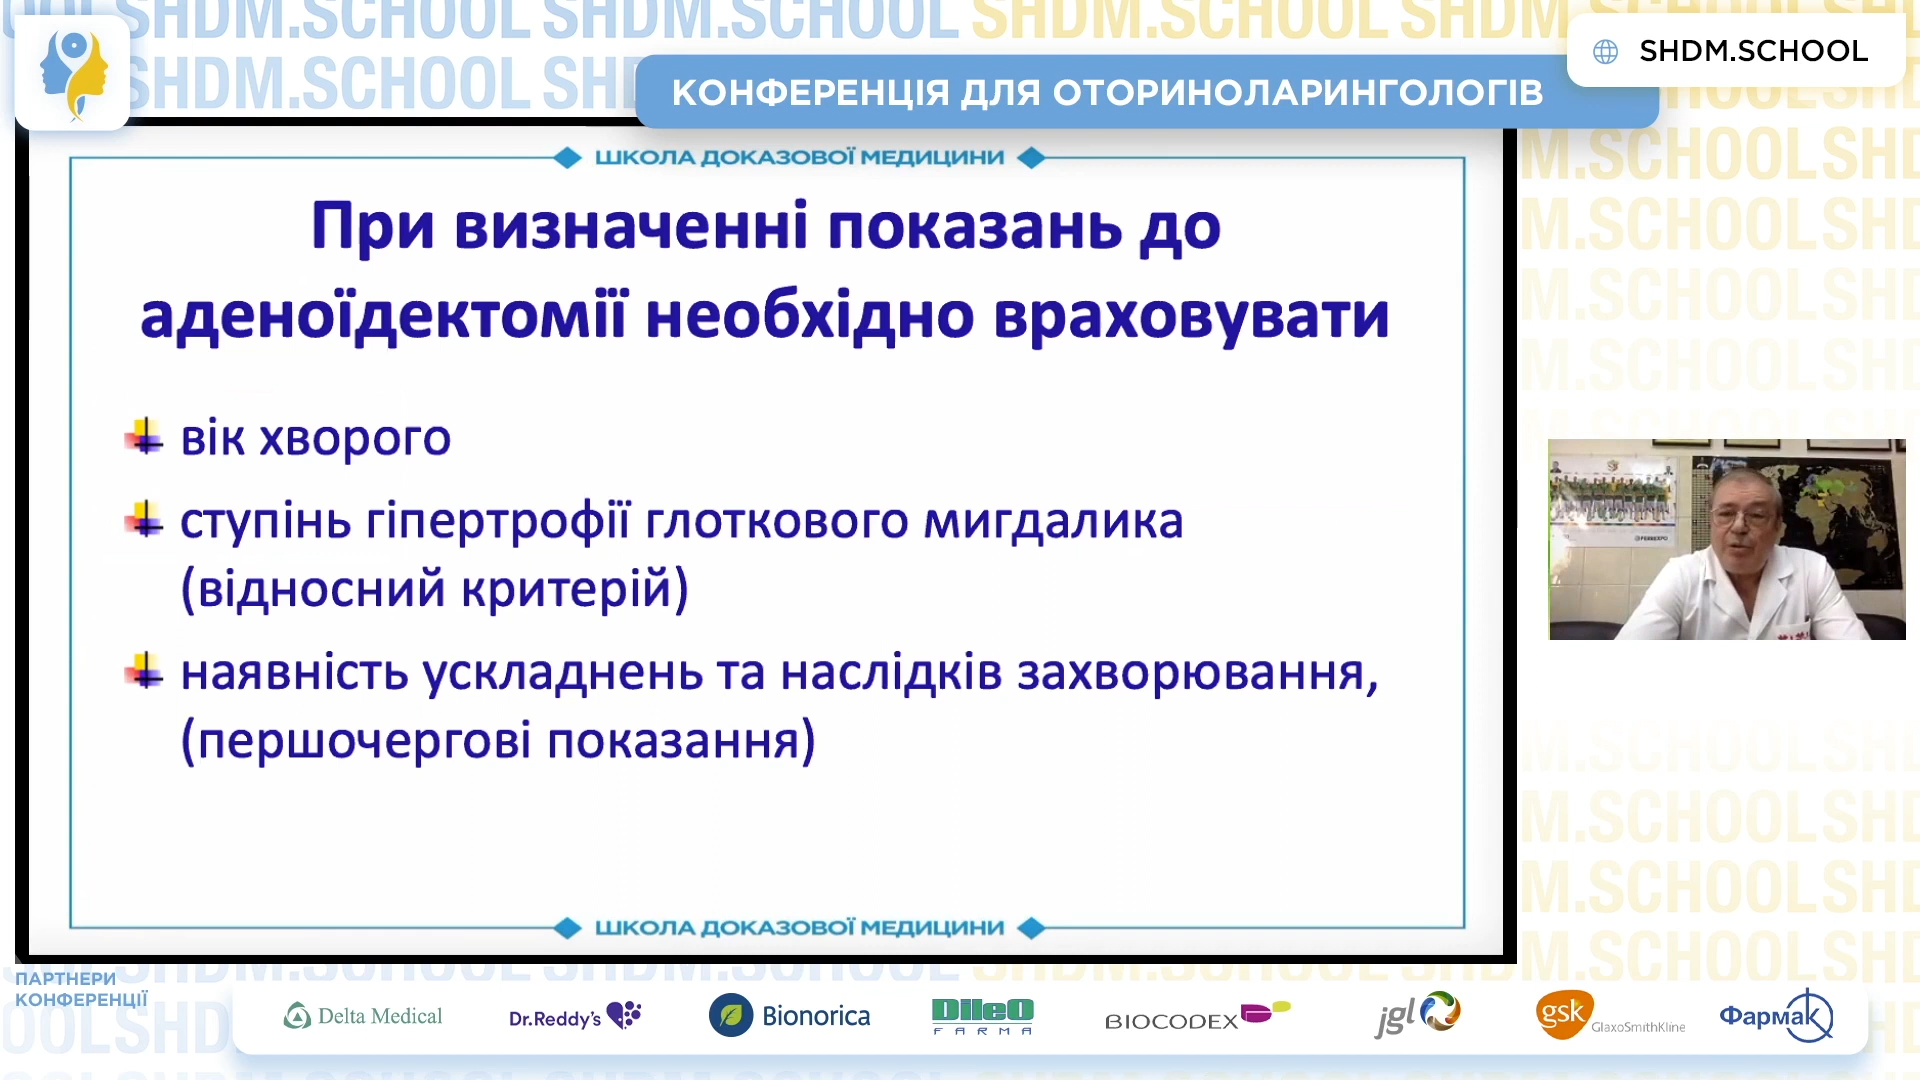 SHDM.SCHOOL
КОНФЕРЕНЦІЯ ДЛЯ ОТОРИНОЛАРИНГОЛОГІВ
ШКОЛА ДОКАЗОВОЇ МЕДИЦИНИ
При визначенні показань до
аденоїдектомії необхідно враховувати
вік хворого
ступінь гіпертрофії глоткового мигдалика
(відносний критерій)
наявність ускладнень та наслідків захворювання,
(першочергові показання)
ШКОЛА ДОКАЗОВОЇ МЕДИЦИНИ
ПАРТНЕРИ
КОНФЕРЕНЦІЇ
Delta Medical
Dr.Reddy's
Bionorica
DileO
FARMA
BIOCODEX
jgl
gsk
GlaxoSmithKline
Фармак